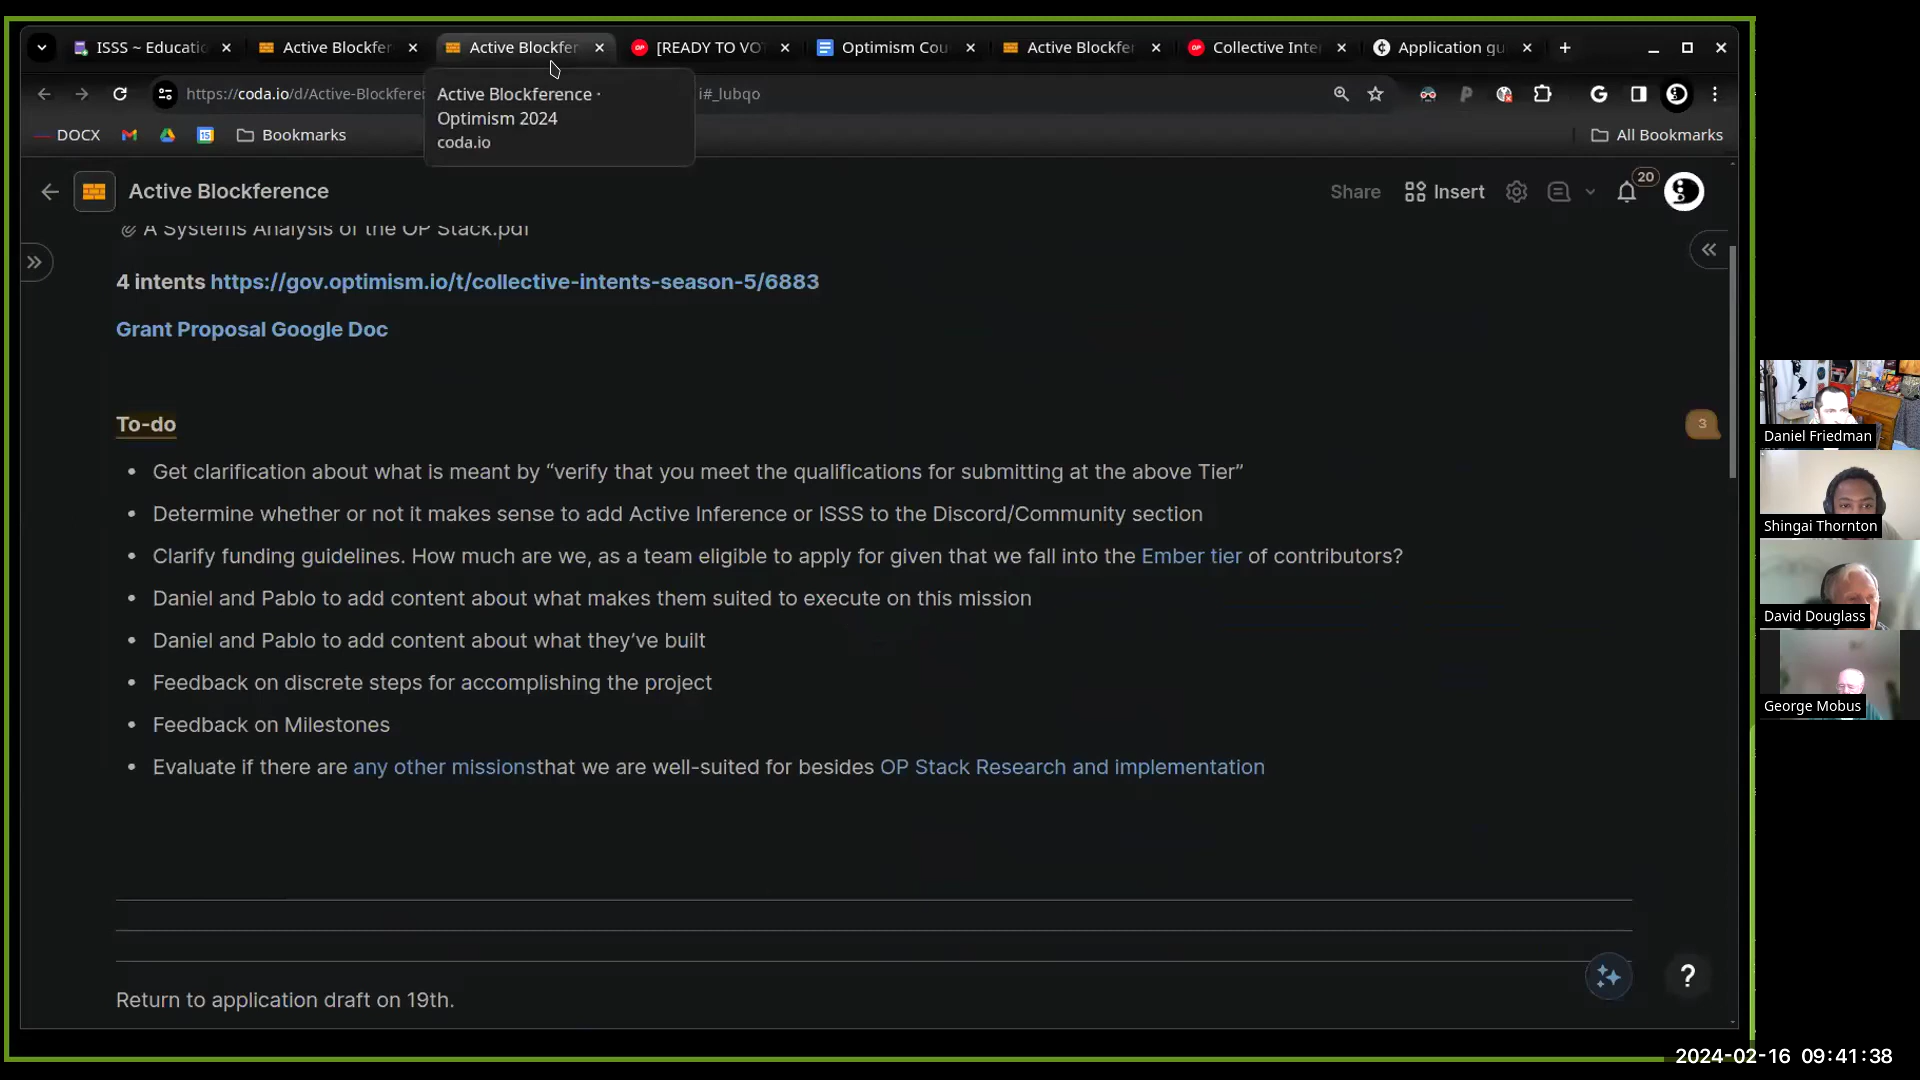 ISSS ~ Educatio
Active Blockfer
Active Blockfer
[READY TO VO
Optimism Cou
Active Blockfer
Collective Inte
Application gu
https://coda.io/d/Active-Blockferen
i#_lubqo
Active Blockference ·
Optimism 2024
coda.io
DOCX
Bookmarks
All Bookmarks
Active Blockference
Share
Insert
20
A Systems Analysis of the OP Stack.pdf
4 intents https://gov.optimism.io/t/collective-intents-season-5/6883
Grant Proposal Google Doc
To-do
3
• Get clarification about what is meant by “verify that you meet the qualifications for submitting at the above Tier”
• Determine whether or not it makes sense to add Active Inference or ISSS to the Discord/Community section
• Clarify funding guidelines. How much are we, as a team eligible to apply for given that we fall into the Ember tier of contributors?
• Daniel and Pablo to add content about what makes them suited to execute on this mission
• Daniel and Pablo to add content about what they’ve built
• Feedback on discrete steps for accomplishing the project
• Feedback on Milestones
• Evaluate if there are any other missionsthat we are well-suited for besides OP Stack Research and implementation
Return to application draft on 19th.
Daniel Friedman
Shingai Thornton
David Douglass
George Mobus
2024-02-16 09:41:38